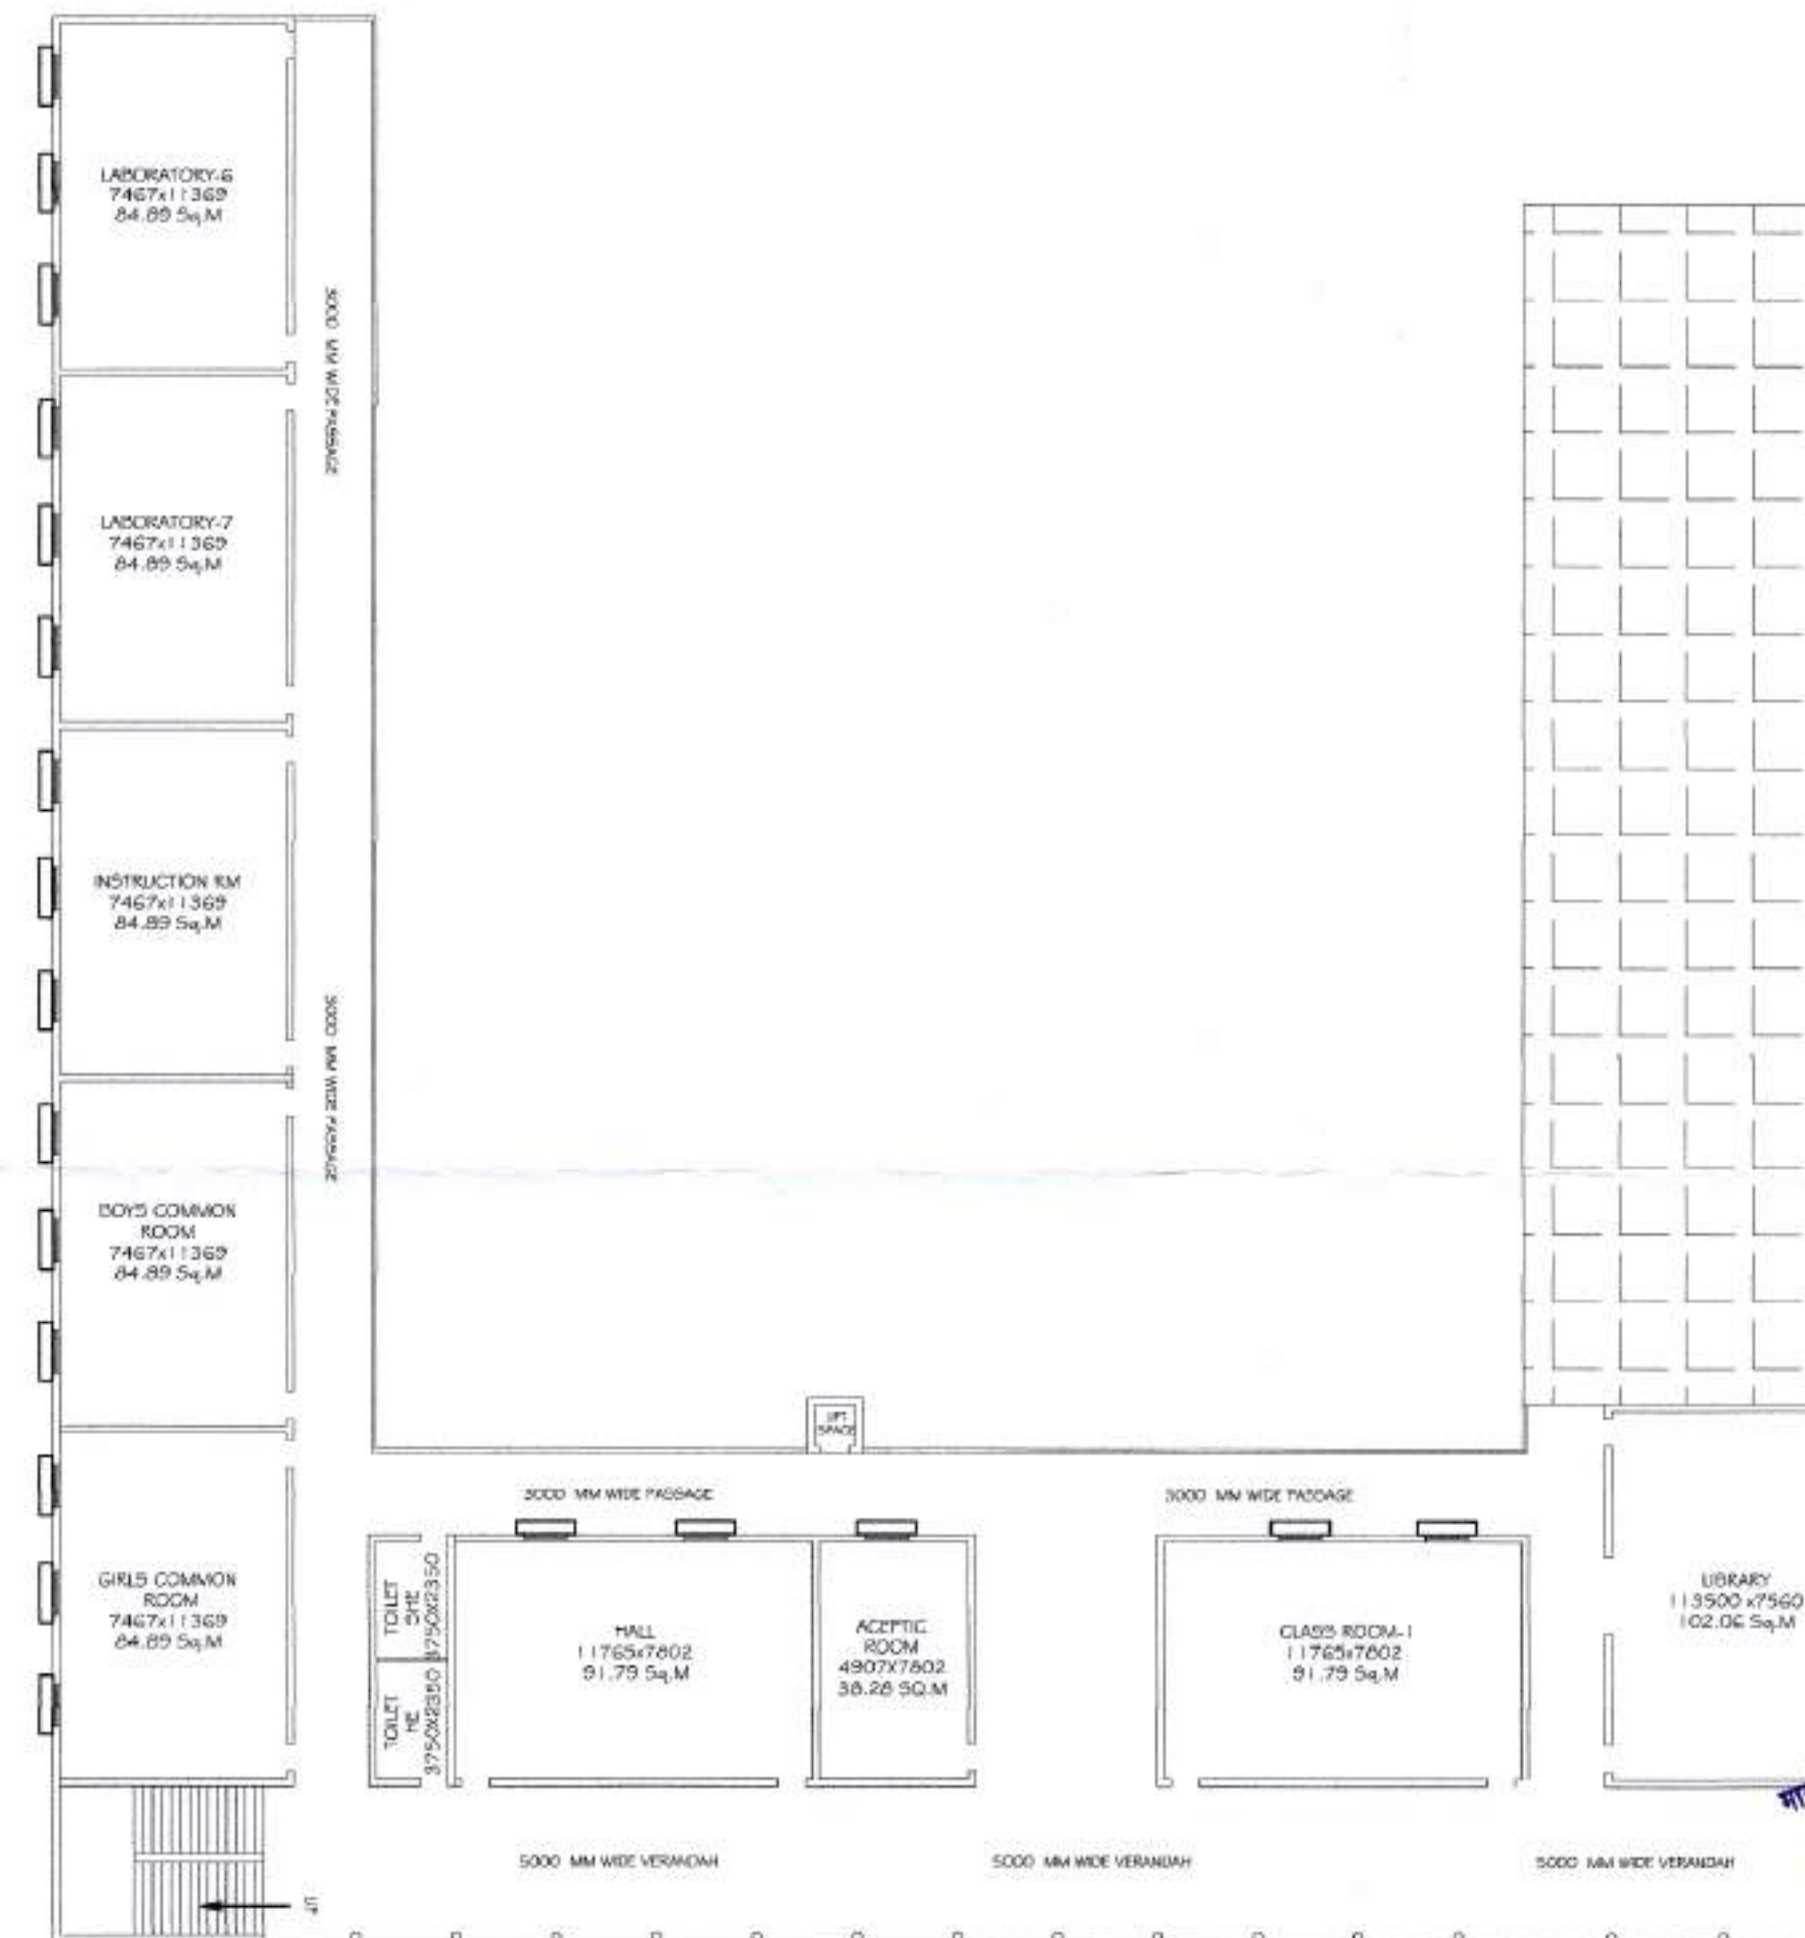 LABORATORY-6
7467x11369
84.89 Sq.M
3000 MM WIDE PASSAGE
LABORATORY-7
7467x11369
84.89 Sq.M
INSTRUCTION RM
7467x11369
84.89 Sq.M
3000 MM WIDE PASSAGE
BOYS COMMON
ROOM
7467x11369
84.89 Sq.M
LIFT
SPACE
3000 MM WIDE PASSAGE
3000 MM WIDE PASSAGE
GIRLS COMMON
ROOM
7467x11369
84.89 Sq.M
TOILET
SHE
3750X2350
TOILET
HE
3750X2350
HALL
11765x7802
91.79 Sq.M
ACEPTIC
ROOM
4907X7802
38.28 SQ.M
CLASS ROOM-1
11765x7802
91.79 Sq.M
LIBRARY
113500 x7560
102.06 Sq.M
5000 MM WIDE VERANDAH
5000 MM WIDE VERANDAH
5000 MM WIDE VERANDAH
UP